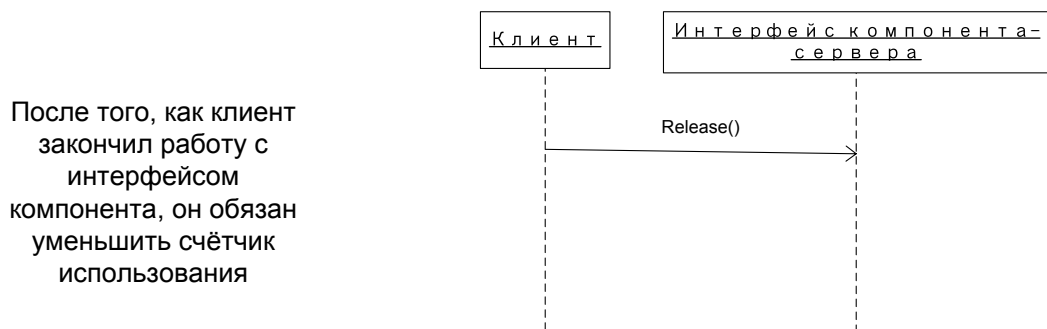 Клиент
Интерфейс компонента-
сервера
После того, как клиент
закончил работу с
интерфейсом
компонента, он обязан
уменьшить счётчик
использования
Release()